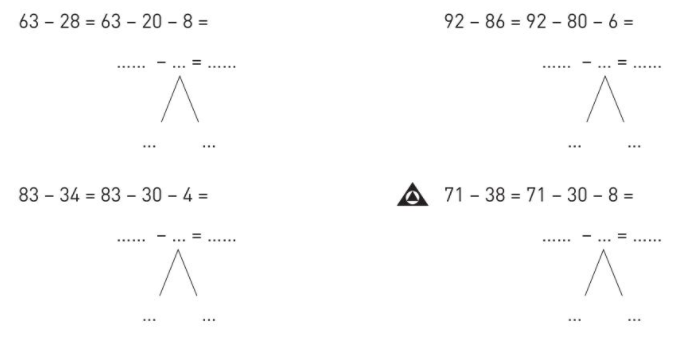 63 – 28 = 63 – 20 – 8 =
...... – ... = ......
... ...
92 – 86 = 92 – 80 – 6 =
...... – ... = ......
... ...
83 – 34 = 83 – 30 – 4 =
...... – ... = ......
... ...
71 – 38 = 71 – 30 – 8 =
...... – ... = ......
... ...